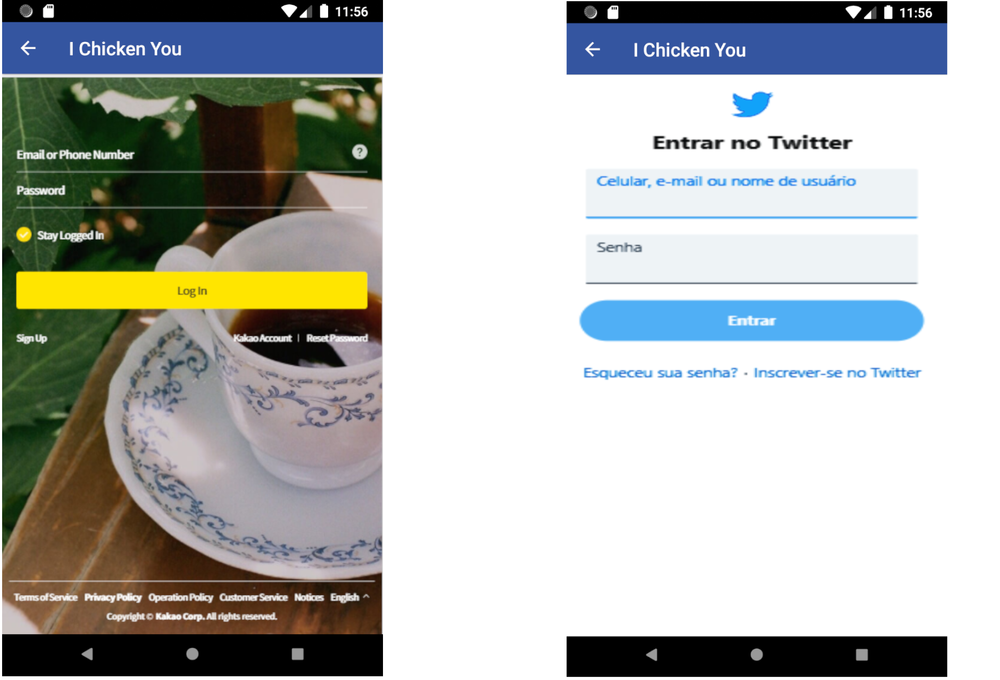 11:56
I Chicken You
Email or Phone Number ?
Password
Stay Logged In
Log In
Sign Up Kakao Account | Reset Password
Terms of Service Privacy Policy Operation Policy Customer Service Notices English ^
Copyright © Kakao Corp. All rights reserved.
11:56
I Chicken You
Entrar no Twitter
Celular, e-mail ou nome de usuário
Senha
Entrar
Esqueceu sua senha? · Inscrever-se no Twitter